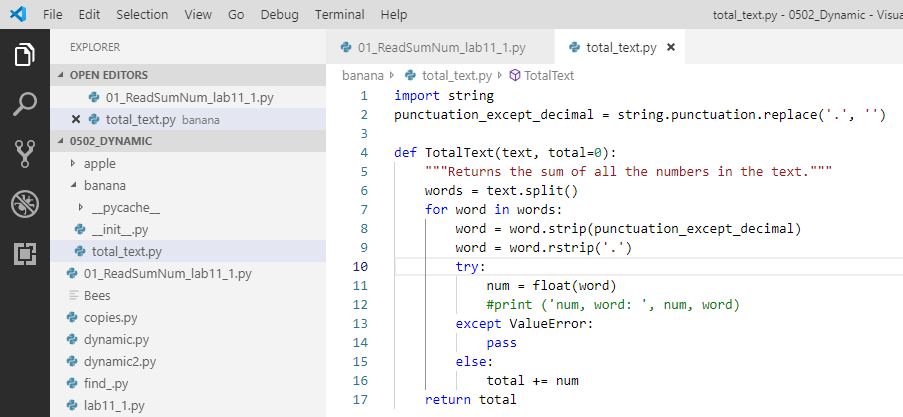 File Edit Selection View Go Debug Terminal Help total_text.py - 0502_Dynamic - Visua
EXPLORER
OPEN EDITORS
01_ReadSumNum_lab11_1.py
total_text.py banana
0502_DYNAMIC
apple
banana
__pycache__
__init__.py
total_text.py
01_ReadSumNum_lab11_1.py
Bees
copies.py
dynamic.py
dynamic2.py
find_.py
lab11_1.py
01_ReadSumNum_lab11_1.py total_text.py
banana total_text.py TotalText
1 import string
2 punctuation_except_decimal = string.punctuation.replace('.', '')
3
4 def TotalText(text, total=0):
5 """Returns the sum of all the numbers in the text."""
6 words = text.split()
7 for word in words:
8 word = word.strip(punctuation_except_decimal)
9 word = word.rstrip('.')
10 try:
11 num = float(word)
12 #print ('num, word: ', num, word)
13 except ValueError:
14 pass
15 else:
16 total += num
17 return total